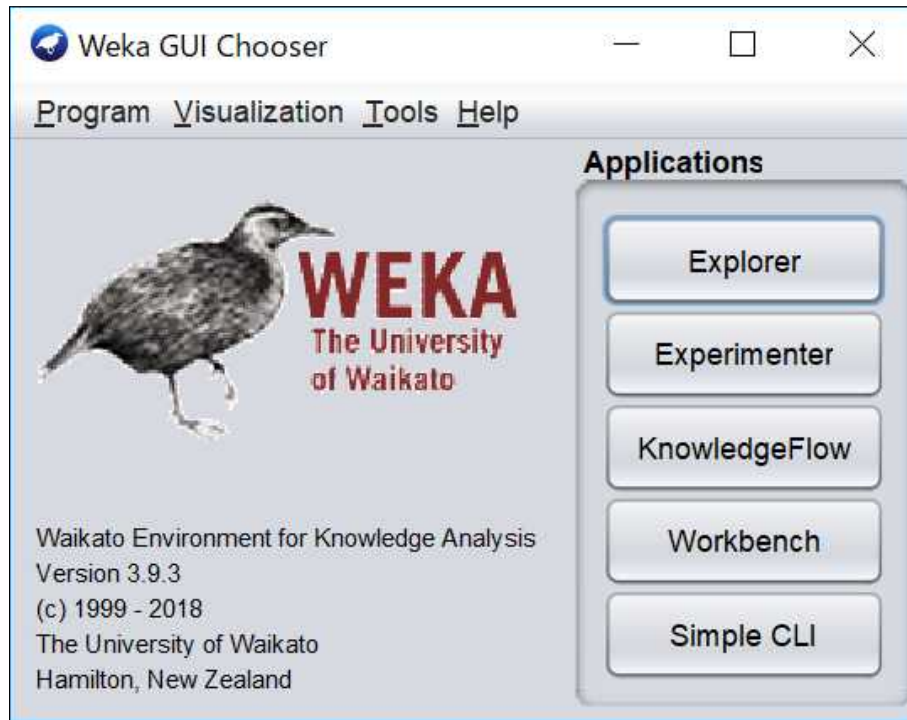 Weka GUI Chooser
Program Visualization Tools Help
WEKA
The University
of Waikato
Waikato Environment for Knowledge Analysis
Version 3.9.3
(c) 1999 - 2018
The University of Waikato
Hamilton, New Zealand
Applications
Explorer
Experimenter
KnowledgeFlow
Workbench
Simple CLI